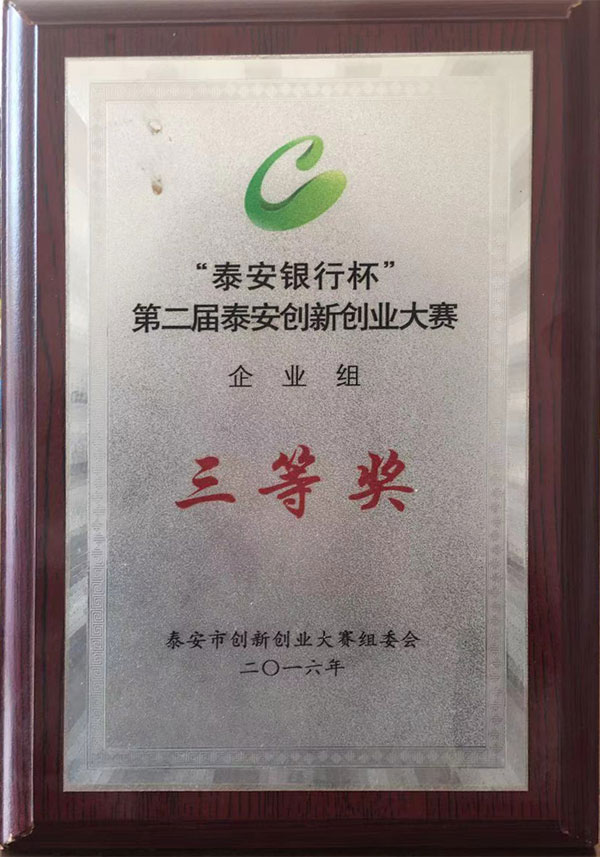 “泰安银行杯”
第二届泰安创新创业大赛
企业组
三等奖
泰安市创新创业大赛组委会
二〇一六年